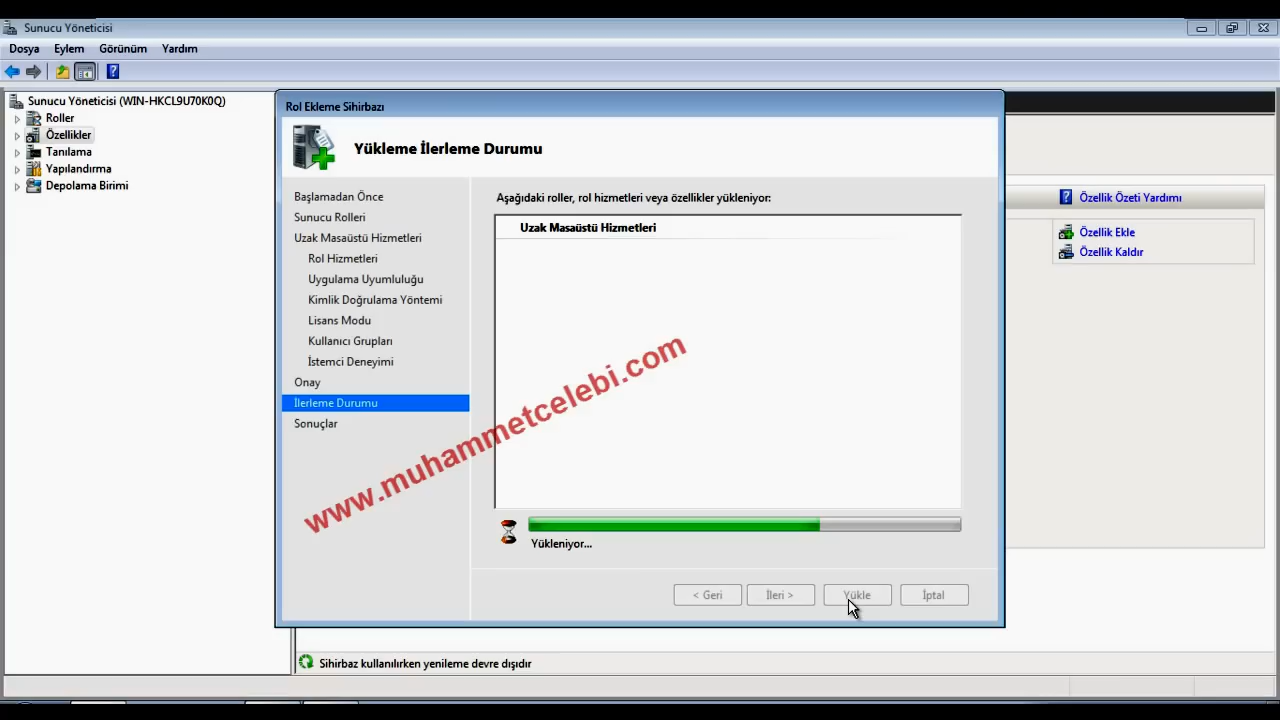 Sunucu Yöneticisi
Dosya Eylem Görünüm Yardım
Sunucu Yöneticisi (WIN-HKCL9U70K0Q)
Roller
Özellikler
Tanılama
Yapılandırma
Depolama Birimi
Rol Ekleme Sihirbazı
Yükleme İlerleme Durumu
Başlamadan Önce
Sunucu Rolleri
Uzak Masaüstü Hizmetleri
Rol Hizmetleri
Uygulama Uyumluluğu
Kimlik Doğrulama Yöntemi
Lisans Modu
Kullanıcı Grupları
İstemci Deneyimi
Onay
İlerleme Durumu
Sonuçlar
Aşağıdaki roller, rol hizmetleri veya özellikler yükleniyor:
Uzak Masaüstü Hizmetleri
www.muhammetcelebi.com
Yükleniyor...
< Geri İleri > Yükle İptal
Özellik Özeti Yardımı
Özellik Ekle
Özellik Kaldır
Sihirbaz kullanılırken yenileme devre dışıdır